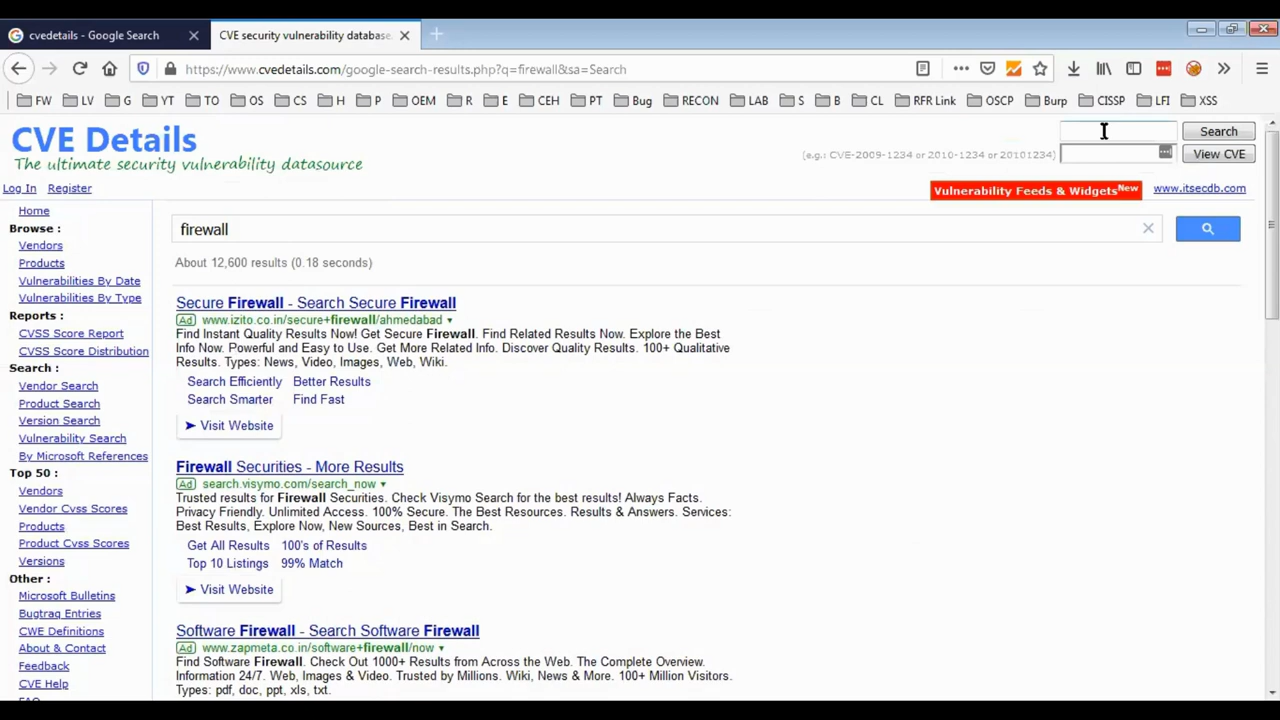 cvedetails - Google Search
CVE security vulnerability database
https://www.cvedetails.com/google-search-results.php?q=firewall&sa=Search
FW LV G YT TO OS CS H P OEM R E CEH PT Bug RECON LAB S B CL RFR Link OSCP Burp CISSP LFI XSS
CVE Details
The ultimate security vulnerability datasource
Search
(e.g.: CVE-2009-1234 or 2010-1234 or 20101234)
View CVE
Log In Register
Vulnerability Feeds & Widgets New
www.itsecdb.com
Home
Browse :
Vendors
Products
Vulnerabilities By Date
Vulnerabilities By Type
Reports :
CVSS Score Report
CVSS Score Distribution
Search :
Vendor Search
Product Search
Version Search
Vulnerability Search
By Microsoft References
Top 50 :
Vendors
Vendor Cvss Scores
Products
Product Cvss Scores
Versions
Other :
Microsoft Bulletins
Bugtraq Entries
CWE Definitions
About & Contact
Feedback
CVE Help
FAQ
firewall
About 12,600 results (0.18 seconds)
Secure Firewall - Search Secure Firewall
Ad www.izito.co.in/secure+firewall/ahmedabad
Find Instant Quality Results Now! Get Secure Firewall. Find Related Results Now. Explore the Best
Info Now. Powerful and Easy to Use. Get More Related Info. Discover Quality Results. 100+ Qualitative
Results. Types: News, Video, Images, Web, Wiki.
Search Efficiently Better Results
Search Smarter Find Fast
Visit Website
Firewall Securities - More Results
Ad search.visymo.com/search_now
Trusted results for Firewall Securities. Check Visymo Search for the best results! Always Facts.
Privacy Friendly. Unlimited Access. 100% Secure. The Best Resources. Results & Answers. Services:
Best Results, Explore Now, New Sources, Best in Search.
Get All Results 100's of Results
Top 10 Listings 99% Match
Visit Website
Software Firewall - Search Software Firewall
Ad www.zapmeta.co.in/software+firewall/now
Find Software Firewall. Check Out 1000+ Results from Across the Web. The Complete Overview.
Information 24/7. Web, Images & Video. Trusted by Millions. Wiki, News & More. 100+ Million Visitors.
Types: pdf, doc, ppt, xls, txt.